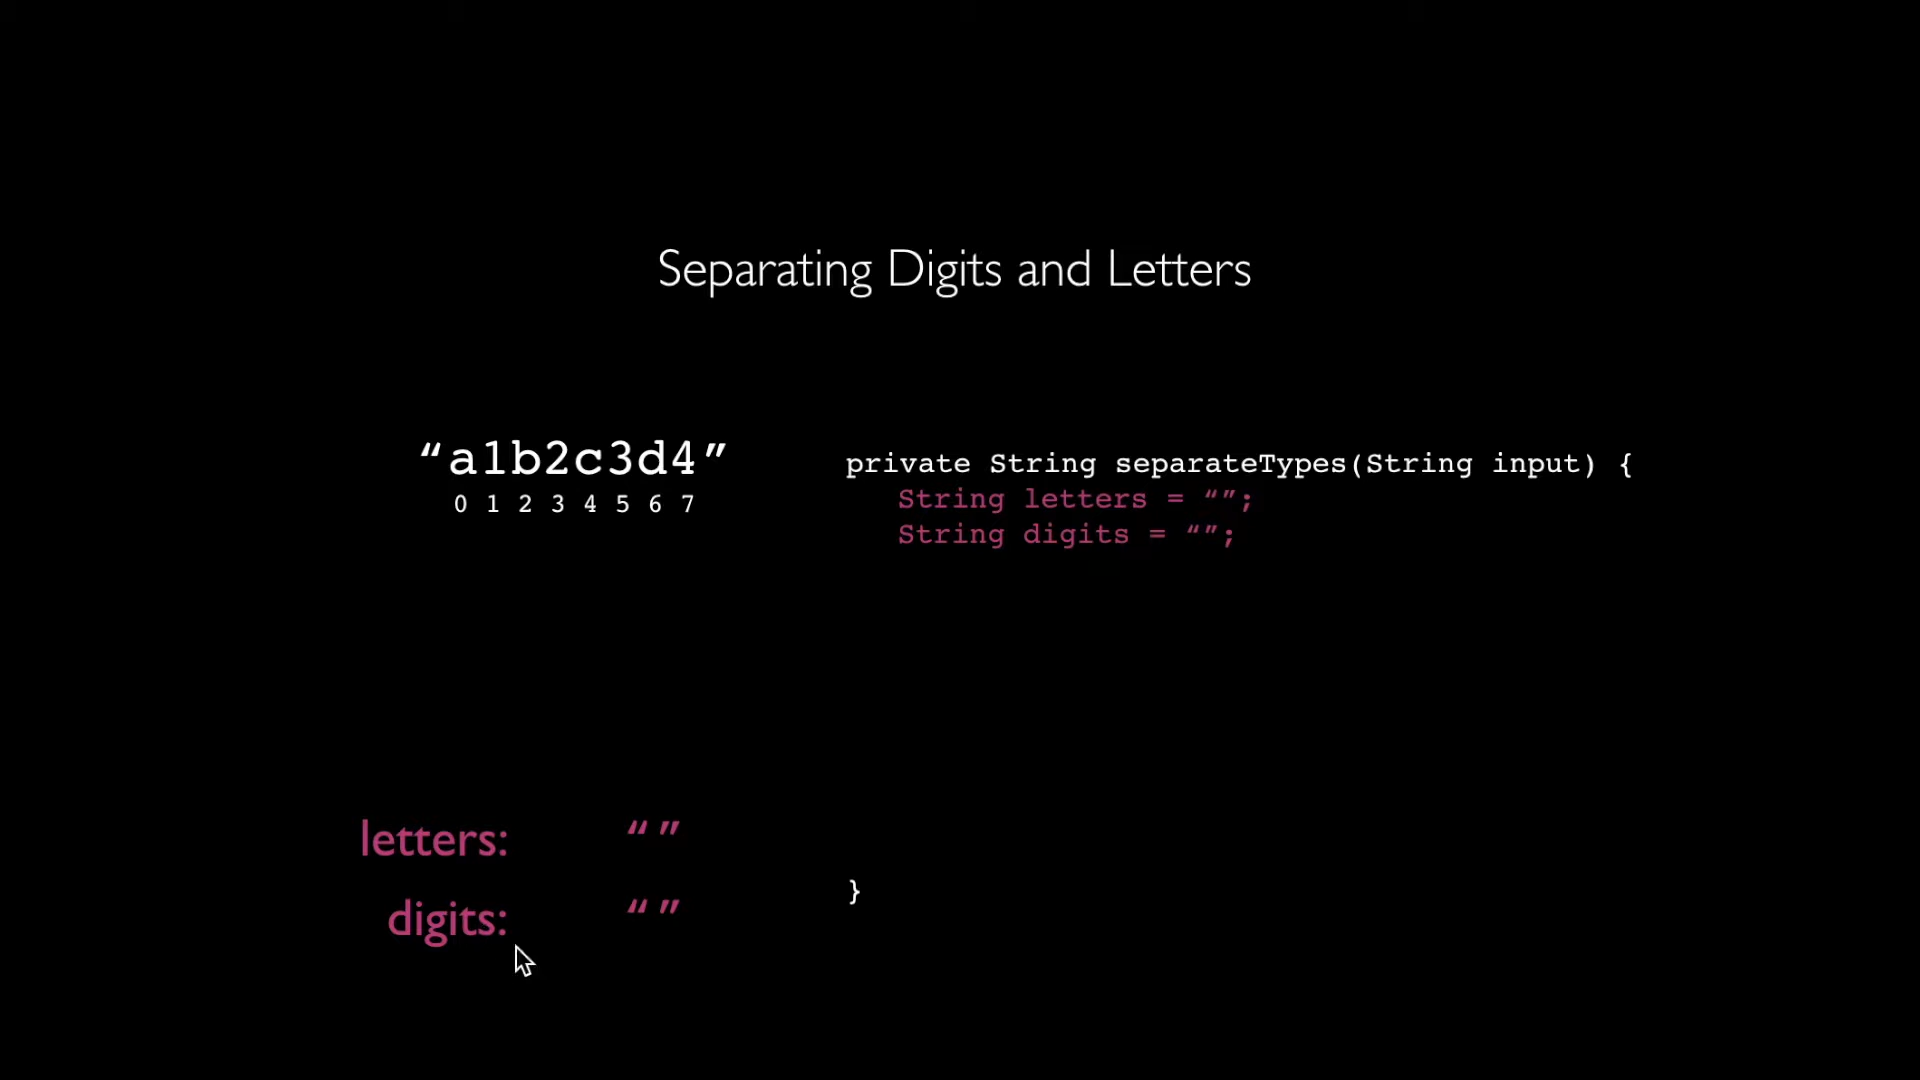 Separating Digits and Letters
“a1b2c3d4”
0 1 2 3 4 5 6 7
private String separateTypes(String input) {
String letters = “”;
String digits = “”;
}
letters: “”
digits: “”